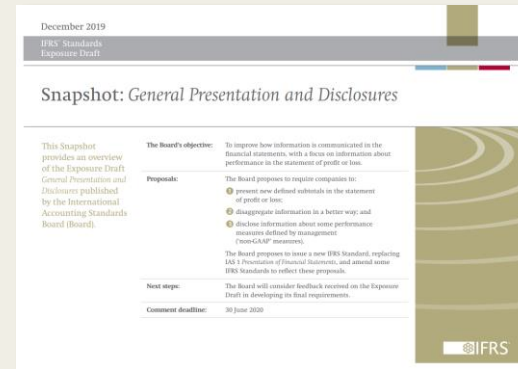 December 2019
IFRS® Standards
Exposure Draft
Snapshot: General Presentation and Disclosures
This Snapshot
provides an overview
of the Exposure Draft
General Presentation and
Disclosures published
by the International
Accounting Standards
Board (Board).
The Board's objective:
To improve how information is communicated in the
financial statements, with a focus on information about
performance in the statement of profit or loss.
Proposals:
The Board proposes to require companies to:
1 present new defined subtotals in the statement
of profit or loss;
2 disaggregate information in a better way; and
3 disclose information about some performance
measures defined by management
('non-GAAP' measures).
The Board proposes to issue a new IFRS Standard, replacing
IAS 1 Presentation of Financial Statements, and amend some
IFRS Standards to reflect these proposals.
Next steps:
The Board will consider feedback received on the Exposure
Draft in developing its final requirements.
Comment deadline:
30 June 2020
IFRS